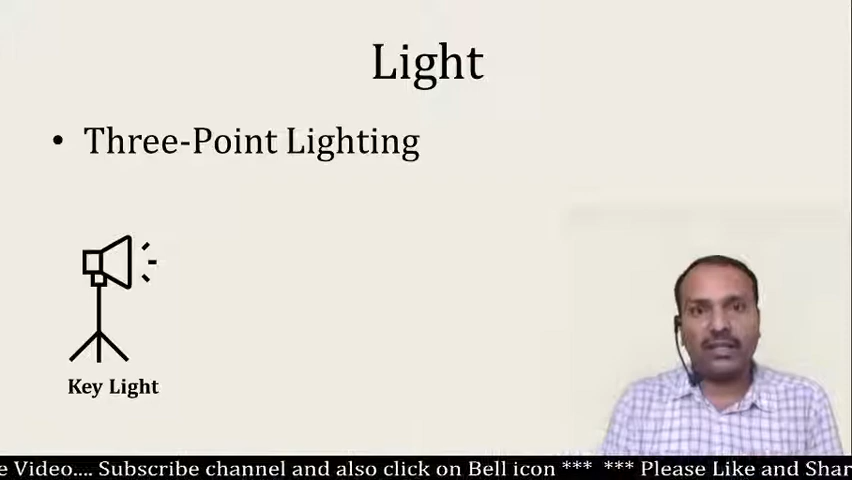 Light
• Three-Point Lighting
Key Light
e Video.... Subscribe channel and also click on Bell icon *** *** Please Like and Shar